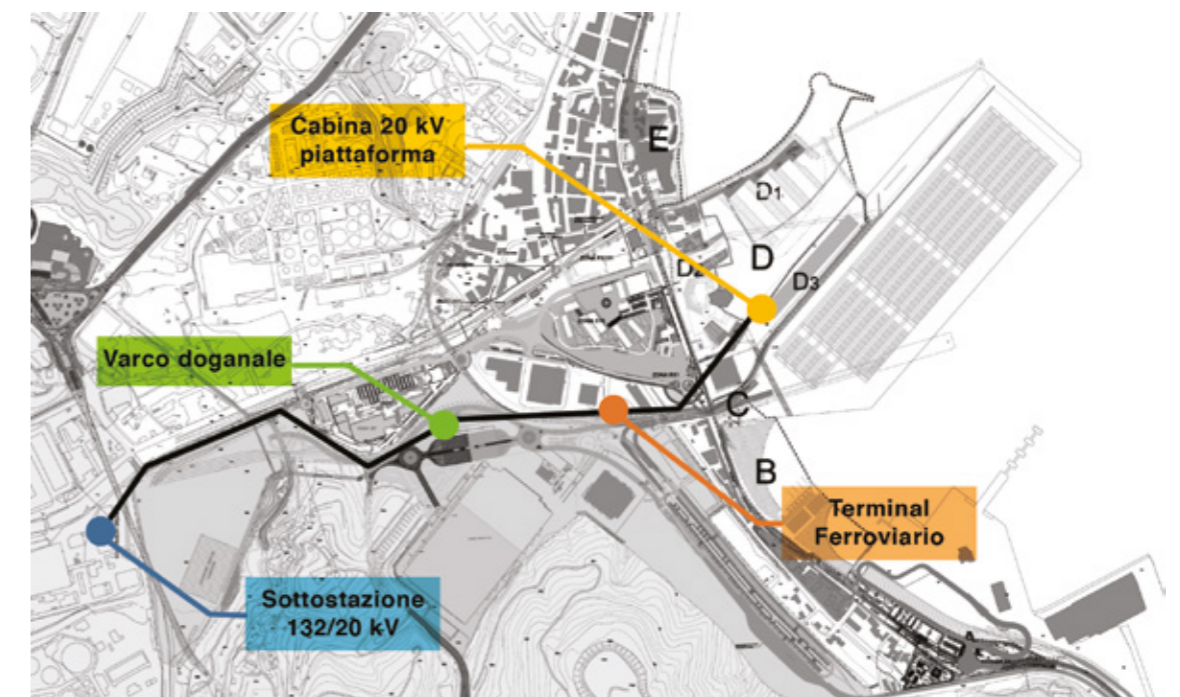 Cabina 20 kV
piattaforma
E
D1
D
D2
D3
Varco doganale
C
B
Terminal
Ferroviario
Sottostazione
132/20 kV
A